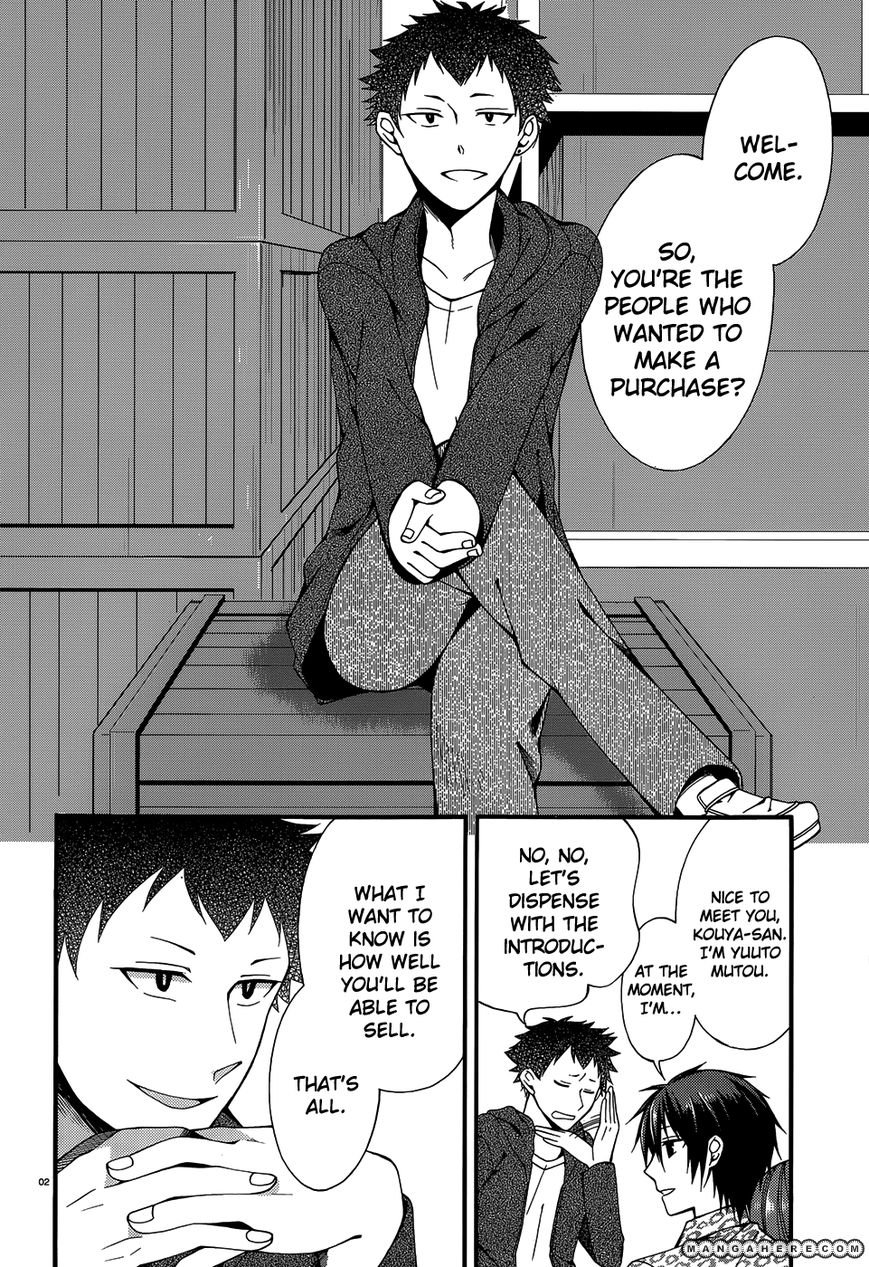 WEL-
COME.
SO,
YOU'RE THE
PEOPLE WHO
WANTED TO
MAKE A
PURCHASE?
NICE TO
MEET YOU,
KOUYA-SAN.
I'M YUUTO
MUTOU.
AT THE
MOMENT,
I'M...
NO, NO,
LET'S
DISPENSE
WITH THE
INTRODUC-
TIONS.
WHAT I
WANT TO
KNOW IS
HOW WELL
YOU'LL BE
ABLE TO
SELL.
THAT'S
ALL.
02
MANGAHERE.COM